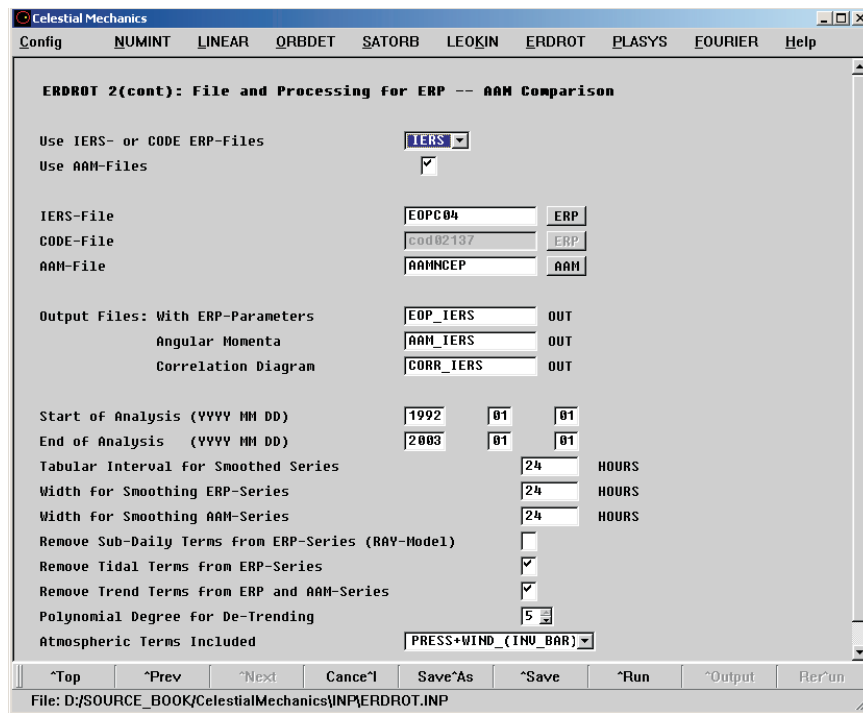 Celestial Mechanics
Config NUMINT LINEAR ORBDET SATORB LEOKIN ERDROT PLASYS FOURIER Help
ERDROT 2(cont): File and Processing for ERP -- AAM Comparison
Use IERS- or CODE ERP-Files IERS
Use AAM-Files
IERS-File EOPC04 ERP
CODE-File cod02137 ERP
AAM-File AAMNCEP AAM
Output Files: With ERP-Parameters EOP_IERS OUT
Angular Momenta AAM_IERS OUT
Correlation Diagram CORR_IERS OUT
Start of Analysis (YYYY MM DD) 1992 01 01
End of Analysis (YYYY MM DD) 2003 01 01
Tabular Interval for Smoothed Series 24 HOURS
Width for Smoothing ERP-Series 24 HOURS
Width for Smoothing AAM-Series 24 HOURS
Remove Sub-Daily Terms from ERP-Series (RAY-Model)
Remove Tidal Terms from ERP-Series
Remove Trend Terms from ERP and AAM-Series
Polynomial Degree for De-Trending 5
Atmospheric Terms Included PRESS+WIND_(INV_BAR)
^Top ^Prev ^Next Cance^l Save^As ^Save ^Run ^Output Rer^un
File: D:/SOURCE_BOOK/CelestialMechanics\INP\ERDROT.INP